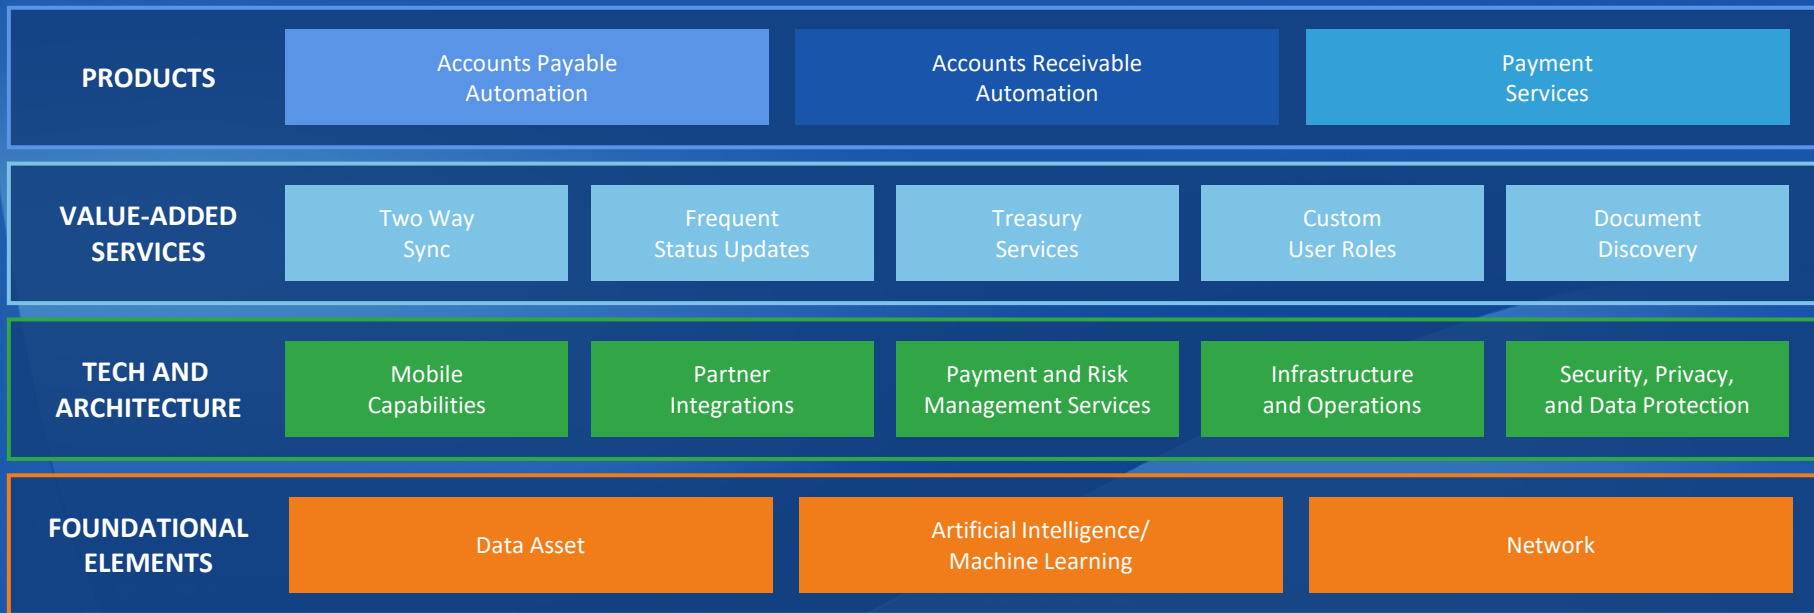 PRODUCTS
Accounts Payable
Automation
Accounts Receivable
Automation
Payment
Services
VALUE-ADDED
SERVICES
Two Way
Sync
Frequent
Status Updates
Treasury
Services
Custom
User Roles
Document
Discovery
TECH AND
ARCHITECTURE
Mobile
Capabilities
Partner
Integrations
Payment and Risk
Management Services
Infrastructure
and Operations
Security, Privacy,
and Data Protection
FOUNDATIONAL
ELEMENTS
Data Asset
Artificial Intelligence/
Machine Learning
Network